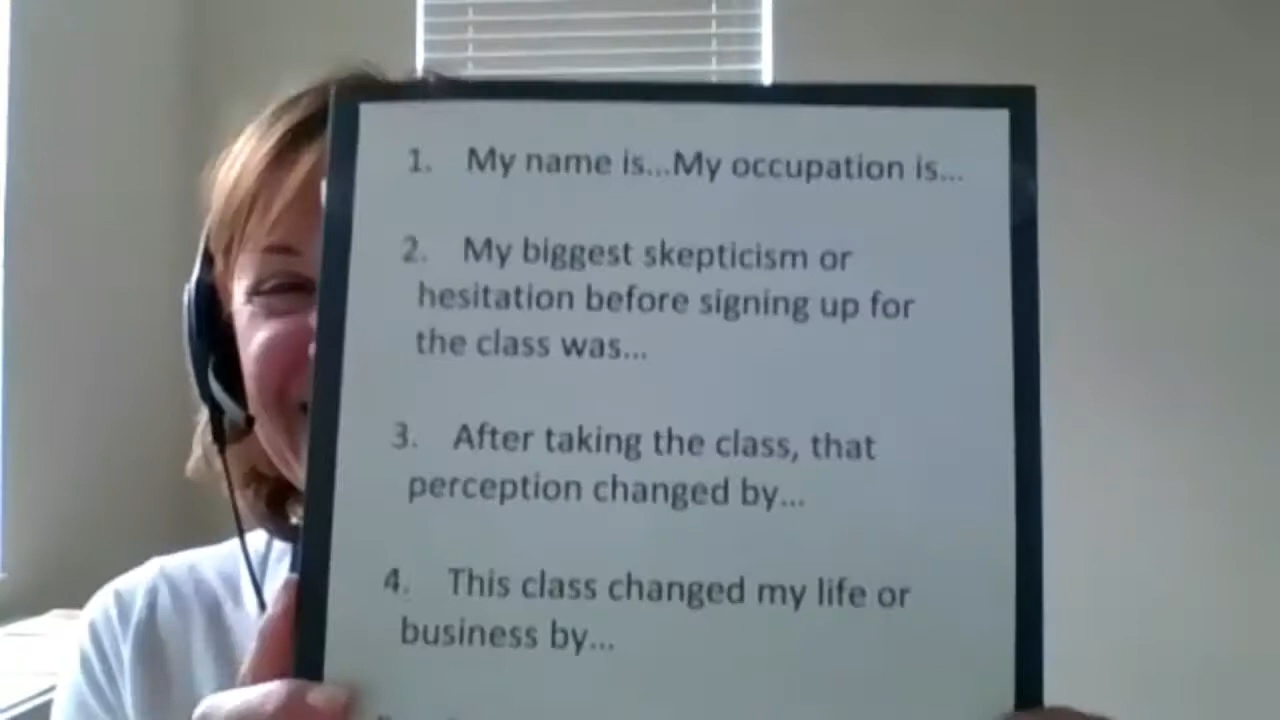 1. My name is...My occupation is...
2. My biggest skepticism or
hesitation before signing up for
the class was...
3. After taking the class, that
perception changed by...
4. This class changed my life or
business by...